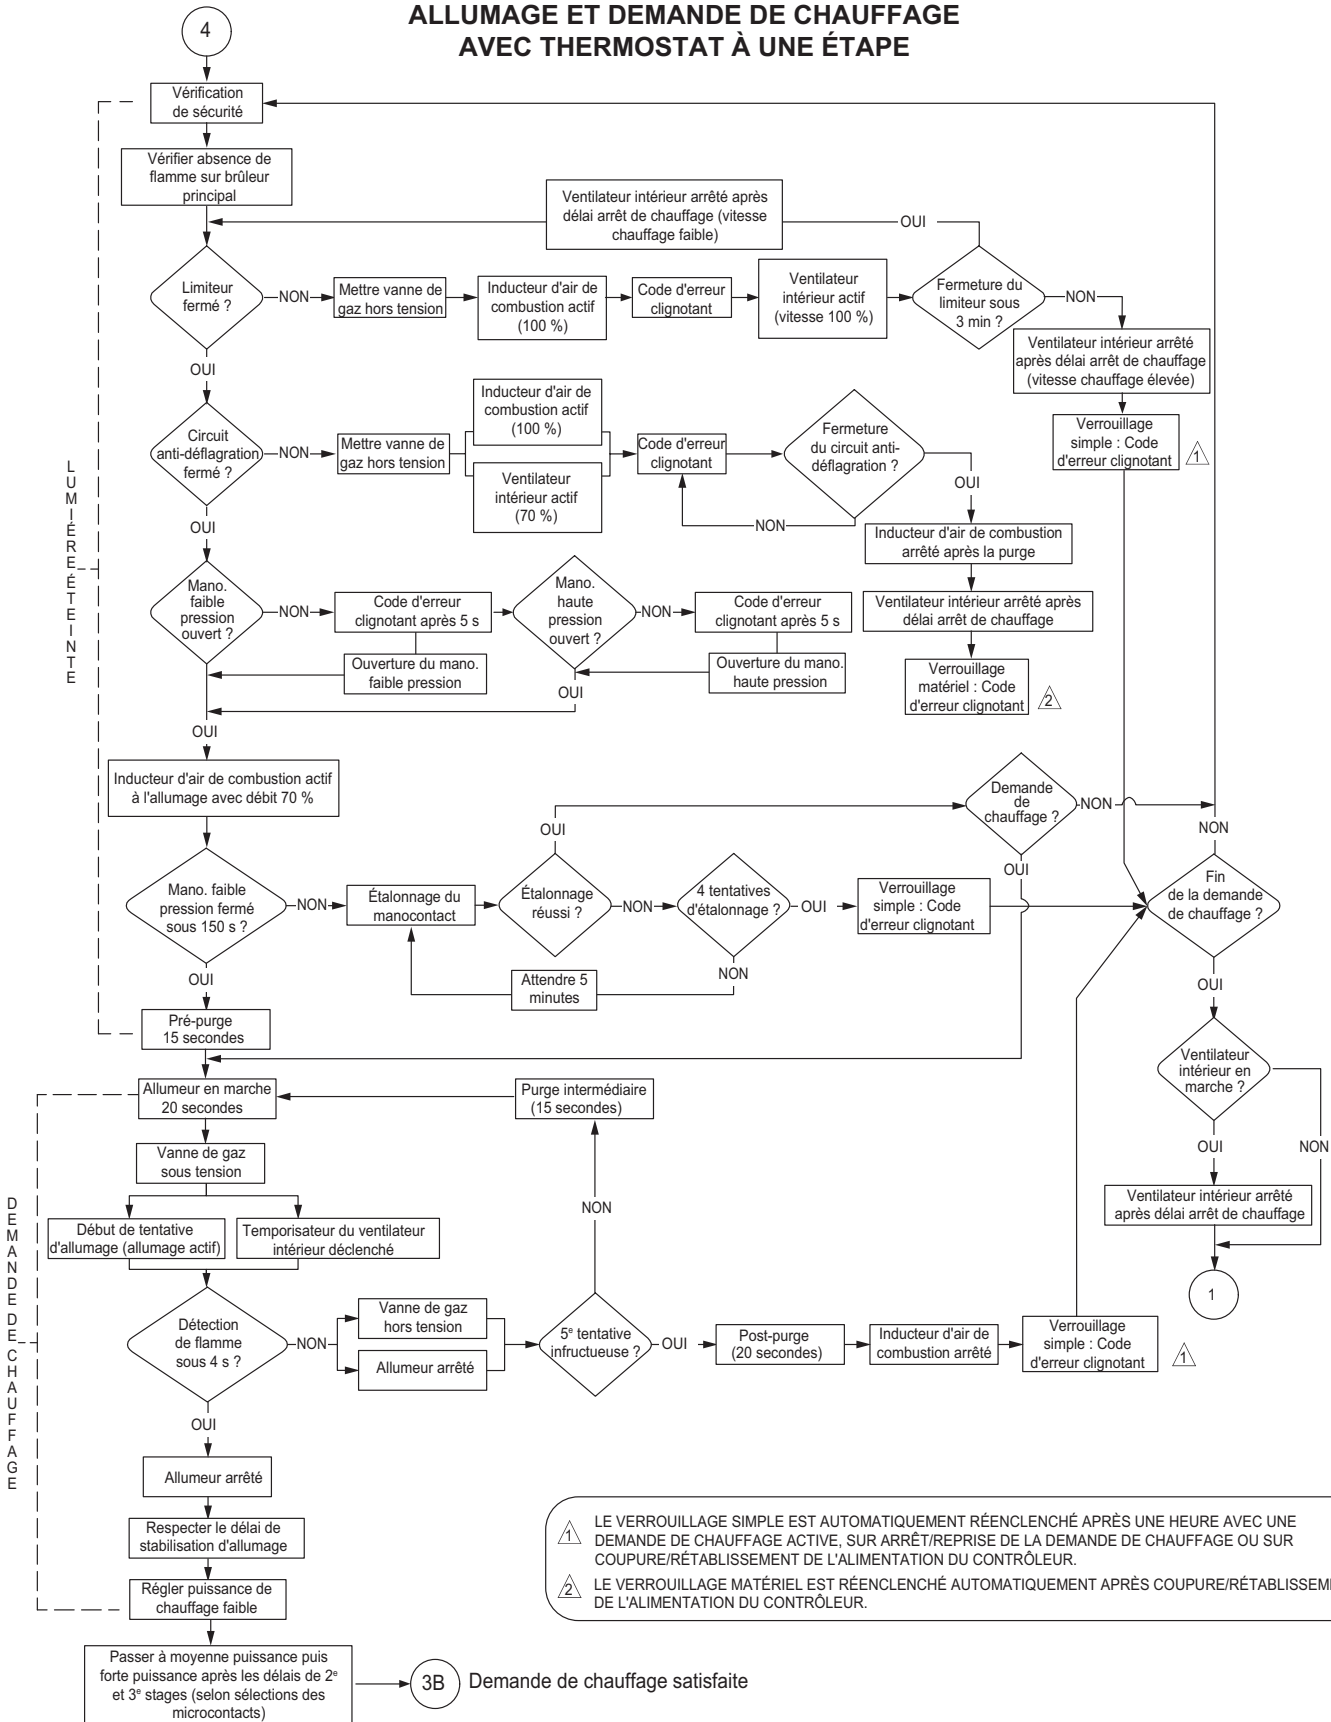 ALLUMAGE ET DEMANDE DE CHAUFFAGE
AVEC THERMOSTAT À UNE ÉTAPE
4
Vérification
de sécurité
Vérifier absence de
flamme sur brûleur
principal
Ventilateur intérieur arrêté après
délai arrêt de chauffage (vitesse
chauffage faible)
OUI
Limiteur
fermé ?
NON
Mettre vanne de
gaz hors tension
Inducteur d'air de
combustion actif
(100 %)
Code d'erreur
clignotant
Ventilateur
intérieur actif
(vitesse 100 %)
Fermeture du
limiteur sous
3 min ?
NON
Ventilateur intérieur arrêté
après délai arrêt de chauffage
(vitesse chauffage élevée)
Verrouillage
simple : Code
d'erreur clignotant
1
OUI
Circuit
anti-déflagration
fermé ?
NON
Mettre vanne de
gaz hors tension
Inducteur d'air de
combustion actif
(100 %)
Ventilateur
intérieur actif
(70 %)
Code d'erreur
clignotant
Fermeture
du circuit anti-
déflagration ?
NON
OUI
Inducteur d'air de combustion
arrêté après la purge
Ventilateur intérieur arrêté après
délai arrêt de chauffage
Verrouillage
matériel : Code
d'erreur clignotant
2
OUI
Mano.
faible
pression
ouvert ?
NON
Code d'erreur
clignotant après 5 s
Ouverture du mano.
faible pression
Mano.
haute
pression
ouvert ?
NON
Code d'erreur
clignotant après 5 s
Ouverture du mano.
haute pression
OUI
OUI
LUMIÉRE ÉTEINTE
Inducteur d'air de combustion actif
à l'allumage avec débit 70 %
Mano. faible
pression fermé
sous 150 s ?
NON
Étalonnage du
manocontact
Étalonnage
réussi ?
OUI
Demande
de
chauffage ?
NON
OUI
NON
4 tentatives
d'étalonnage ?
OUI
Verrouillage
simple : Code
d'erreur clignotant
NON
Attendre 5
minutes
NON
Fin
de la demande
de chauffage ?
OUI
Ventilateur
intérieur en
marche ?
OUI
NON
Ventilateur intérieur arrêté
après délai arrêt de chauffage
1
OUI
Pré-purge
15 secondes
Allumeur en marche
20 secondes
Purge intermédiaire
(15 secondes)
Vanne de gaz
sous tension
Début de tentative
d'allumage (allumage actif)
Temporisateur du ventilateur
intérieur déclenché
NON
DEMANDE DE CHAUFFAGE
Détection
de flamme
sous 4 s ?
NON
Vanne de gaz
hors tension
Allumeur arrêté
5e tentative
infructueuse ?
OUI
Post-purge
(20 secondes)
Inducteur d'air de
combustion arrêté
Verrouillage
simple : Code
d'erreur clignotant
1
OUI
Allumeur arrêté
Respecter le délai de
stabilisation d'allumage
Régler puissance de
chauffage faible
Passer à moyenne puissance puis
forte puissance après les délais de 2e
et 3e stages (selon sélections des
microcontacts)
3B
Demande de chauffage satisfaite
1 LE VERROUILLAGE SIMPLE EST AUTOMATIQUEMENT RÉENCLENCHÉ APRÈS UNE HEURE AVEC UNE
DEMANDE DE CHAUFFAGE ACTIVE, SUR ARRÊT/REPRISE DE LA DEMANDE DE CHAUFFAGE OU SUR
COUPURE/RÉTABLISSEMENT DE L'ALIMENTATION DU CONTRÔLEUR.
2 LE VERROUILLAGE MATÉRIEL EST RÉENCLENCHÉ AUTOMATIQUEMENT APRÈS COUPURE/RÉTABLISSEM
DE L'ALIMENTATION DU CONTRÔLEUR.